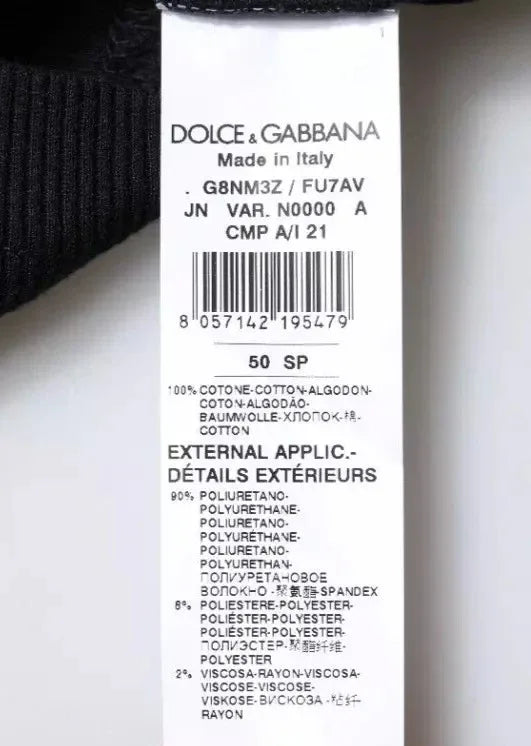 DOLCE & GABBANA
Made in Italy
. G8NM3Z / FU7AV
JN VAR. N0000 A
CMP A/I 21
8 057142 195479
50 SP
100% COTONE-COTTON-ALGODON-
COTON-ALGODÃO-
BAUMWOLLE-ХЛОПОК-棉-
COTTON
EXTERNAL APPLIC.-
DÉTAILS EXTÉRIEURS
90% POLIURETANO-
POLYURETHANE-
POLIURETANO-
POLYURÉTHANE-
POLIURETANO-
POLYURETHAN-
ПОЛИУРЕТАНОВОЕ
ВОЛОКНО-聚氨酯-SPANDEX
8% POLIESTERE-POLYESTER-
POLIÉSTER-POLYESTER-
POLIÉSTER-POLYESTER-
ПОЛИЭСТЕР-聚酯纤维-
POLYESTER
2% VISCOSA-RAYON-VISCOSA-
VISCOSE-VISCOSE-
VISKOSE-ВИСКОЗА-粘纤-
RAYON